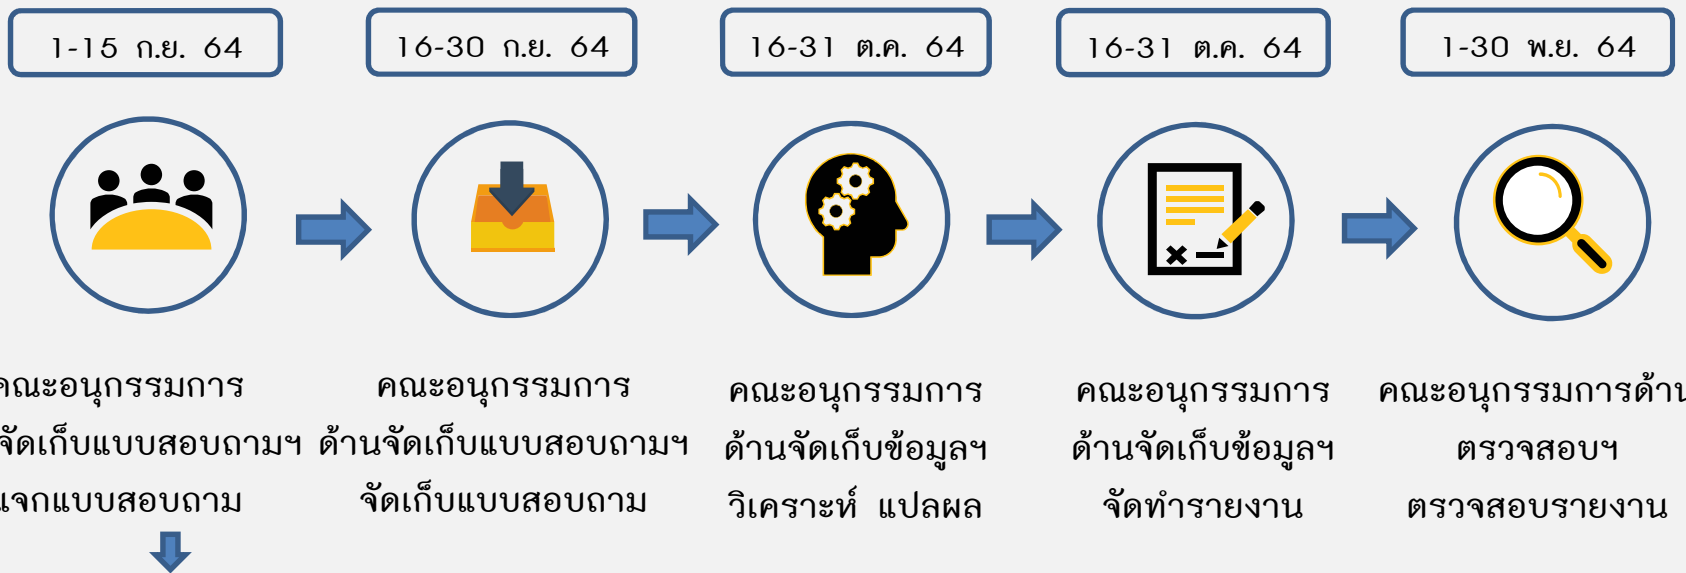 1-15 ก.ย. 64
16-30 ก.ย. 64
16-31 ต.ค. 64
16-31 ต.ค. 64
1-30 พ.ย. 64
คณะอนุกรรมการ
จัดเก็บแบบสอบถามฯ
แจกแบบสอบถาม
คณะอนุกรรมการ
ด้านจัดเก็บแบบสอบถามฯ
จัดเก็บแบบสอบถาม
คณะอนุกรรมการ
ด้านจัดเก็บข้อมูลฯ
วิเคราะห์ แปลผล
คณะอนุกรรมการ
ด้านจัดเก็บข้อมูลฯ
จัดทำรายงาน
คณะอนุกรรมการด้าน
ตรวจสอบฯ
ตรวจสอบรายงาน